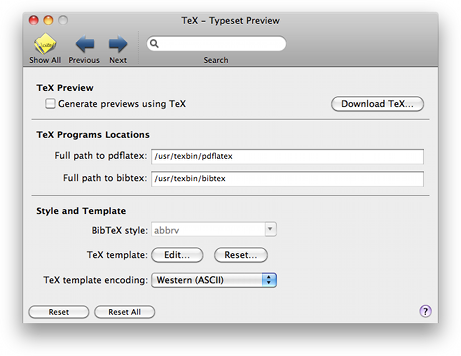 TeX – Typeset Preview
Show All Previous Next Search
TeX Preview
Generate previews using TeX Download TeX...
TeX Programs Locations
Full path to pdflatex: /usr/texbin/pdflatex
Full path to bibtex: /usr/texbin/bibtex
Style and Template
BibTeX style: abbrv
TeX template: Edit... Reset...
TeX template encoding: Western (ASCII)
Reset Reset All ?